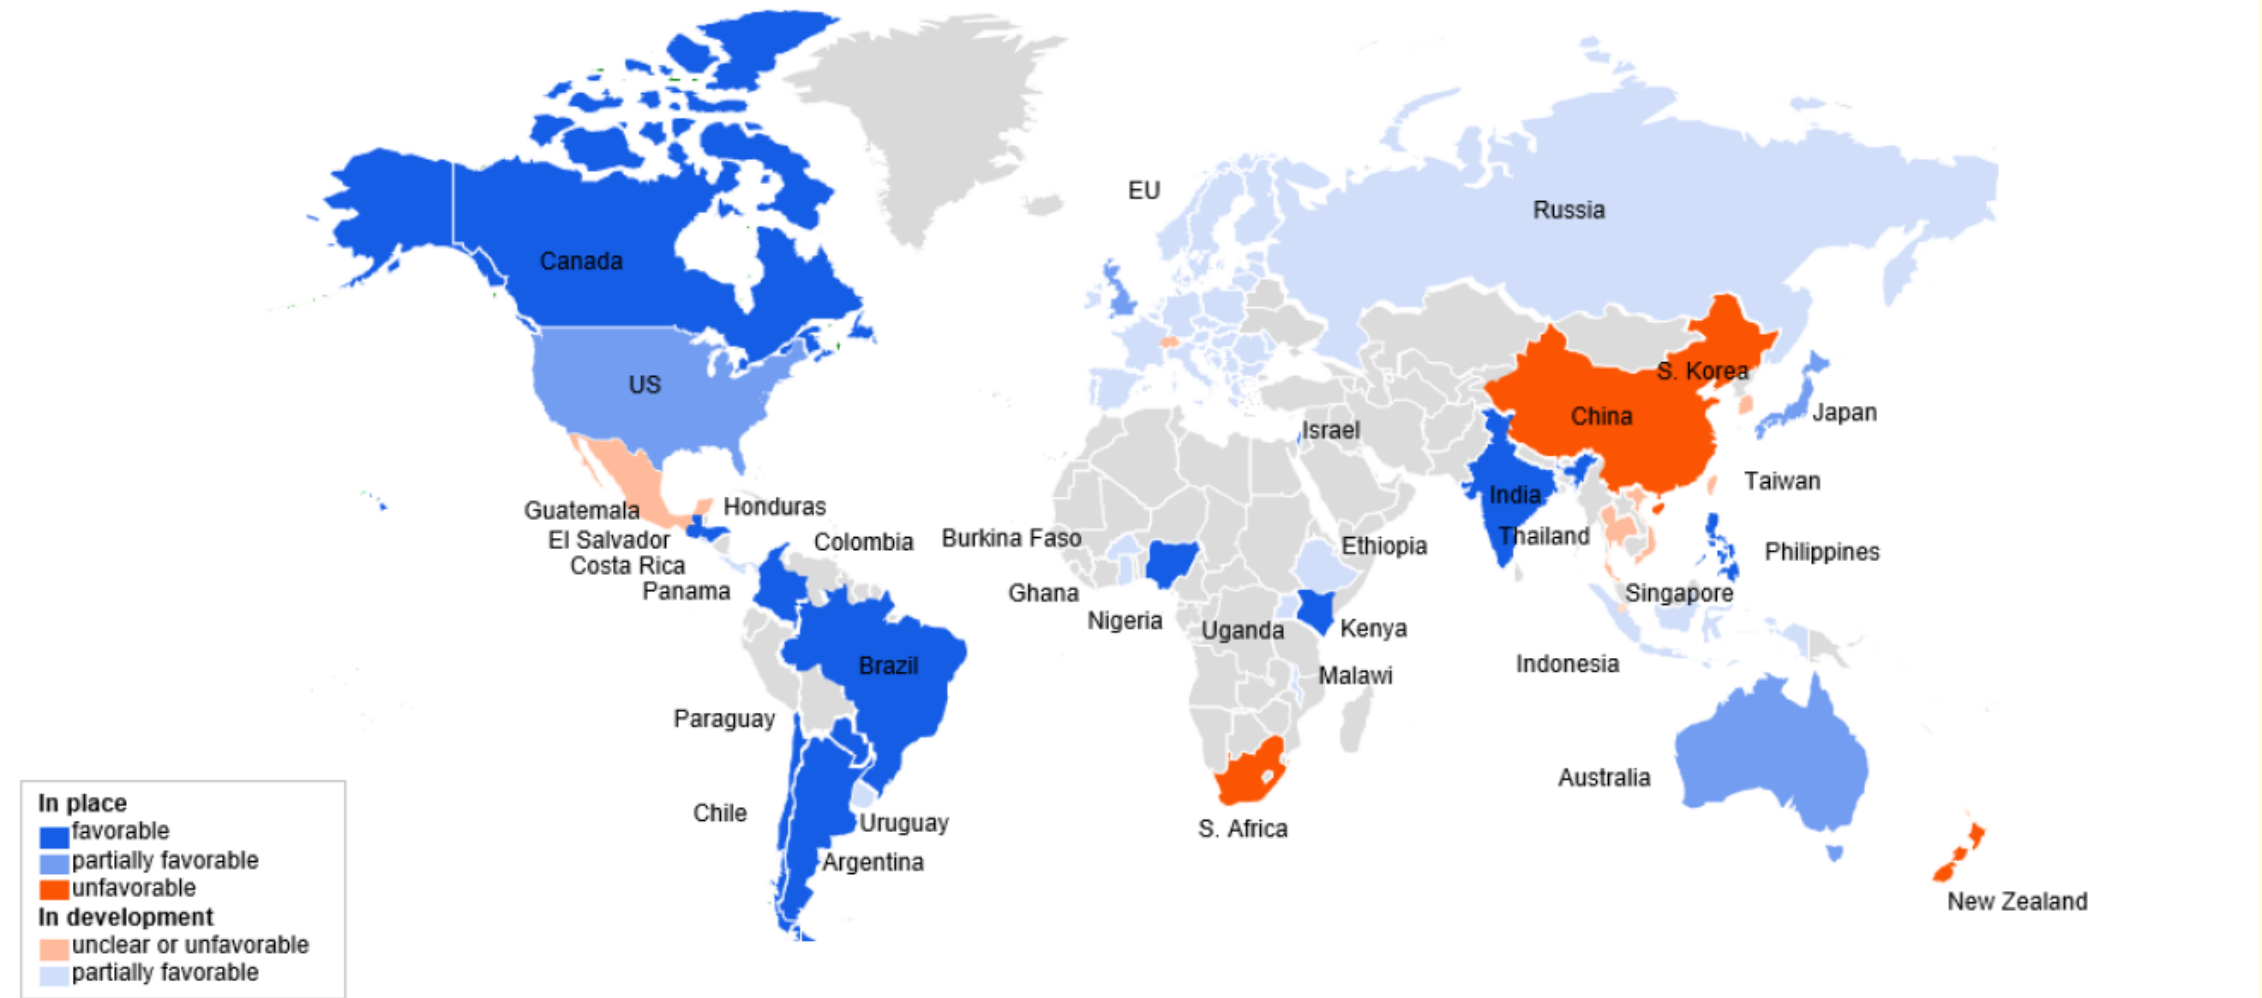 EU
Russia
Canada
S. Korea
US
Japan
China
Israel
Taiwan
India
Honduras
Guatemala
Thailand
El Salvador
Colombia
Burkina Faso
Ethiopia
Philippines
Costa Rica
Panama
Ghana
Singapore
Nigeria
Uganda
Kenya
Brazil
Indonesia
Malawi
Paraguay
Australia
Chile
Uruguay
S. Africa
Argentina
New Zealand
In place
favorable
partially favorable
unfavorable
In development
unclear or unfavorable
partially favorable